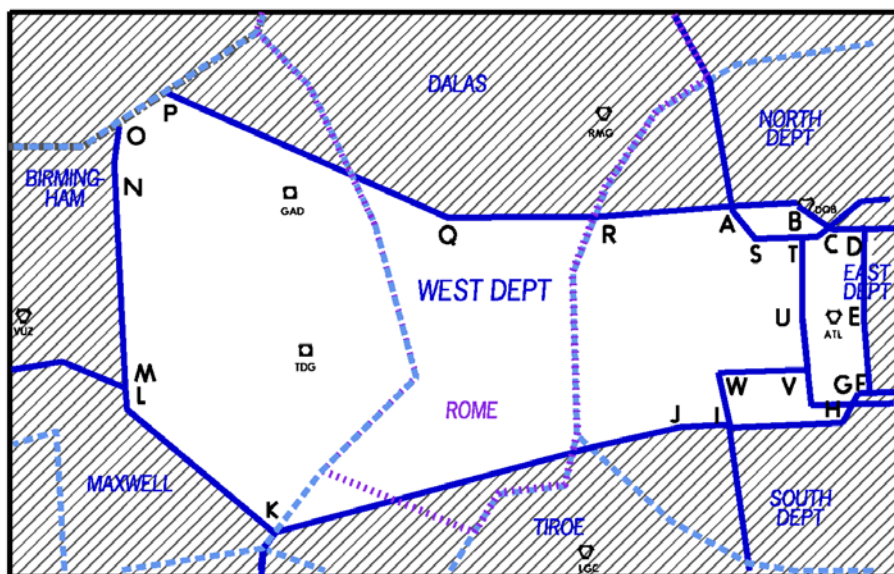 DALAS
P
RMG
NORTH
DEPT
O
BIRMING-
HAM
N
GAD
A
B
DOB
Q
R
S
T
C
D
WEST DEPT
EAST
DEPT
VUZ
U
ATL
E
TDG
M
L
W
V
G
F
ROME
J
I
H
MAXWELL
K
TIROE
SOUTH
DEPT
LGC